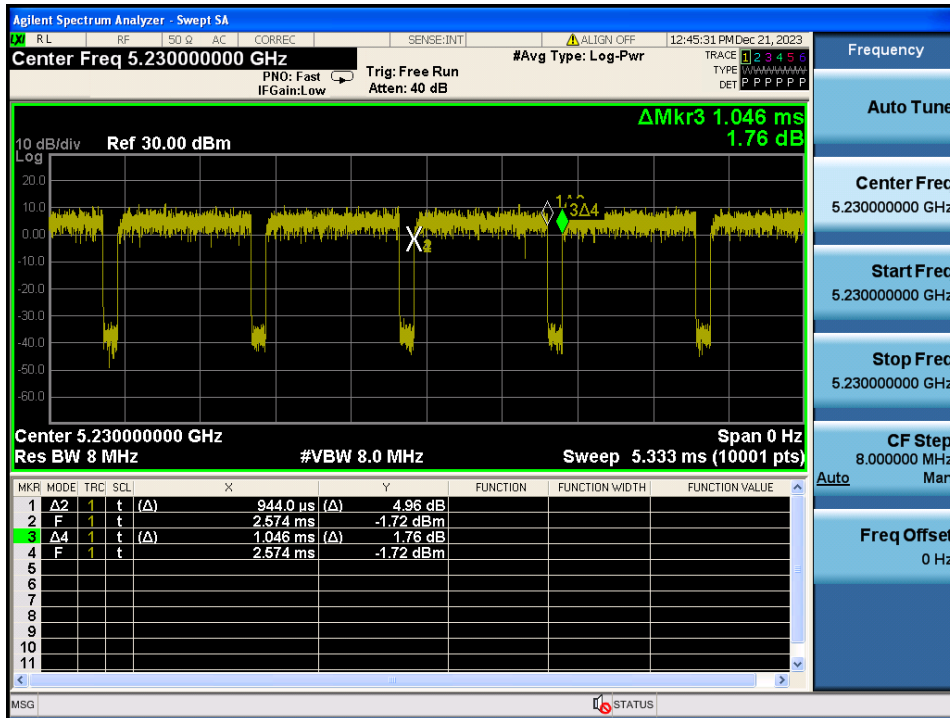 Agilent Spectrum Analyzer - Swept SA
LXI RL RF 50 Ω AC CORREC SENSE:INT ALIGN OFF 12:45:31 PM Dec 21, 2023
Center Freq 5.230000000 GHz
PNO: Fast
IFGain:Low
Trig: Free Run
Atten: 40 dB
#Avg Type: Log-Pwr
TRACE 1 2 3 4 5 6
TYPE WWWWWW
DET P P P P P P
ΔMkr3 1.046 ms
1.76 dB
10 dB/div Ref 30.00 dBm
Log
20.0
10.0
0.00
-10.0
-20.0
-30.0
-40.0
-50.0
-60.0
3Δ4
Center 5.230000000 GHz Span 0 Hz
Res BW 8 MHz #VBW 8.0 MHz Sweep 5.333 ms (10001 pts)
MKR MODE TRC SCL X Y FUNCTION FUNCTION WIDTH FUNCTION VALUE
1 Δ2 1 t (Δ) 944.0 µs (Δ) 4.96 dB
2 F 1 t 2.574 ms -1.72 dBm
3 Δ4 1 t (Δ) 1.046 ms (Δ) 1.76 dB
4 F 1 t 2.574 ms -1.72 dBm
5
6
7
8
9
10
11
MSG STATUS
Frequency
Auto Tune
Center Freq
5.230000000 GHz
Start Freq
5.230000000 GHz
Stop Freq
5.230000000 GHz
CF Step
8.000000 MHz
Auto Man
Freq Offset
0 Hz